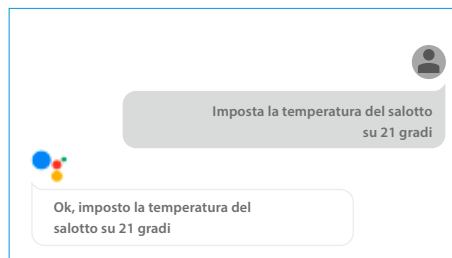 Imposta la temperatura del salotto
su 21 gradi
Ok, imposto la temperatura del
salotto su 21 gradi